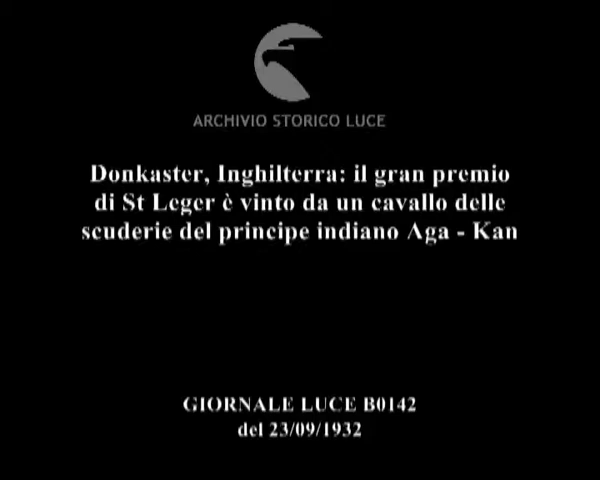 ARCHIVIO STORICO LUCE
Donkaster, Inghilterra: il gran premio
di St Leger è vinto da un cavallo delle
scuderie del principe indiano Aga - Kan
GIORNALE LUCE B0142
del 23/09/1932